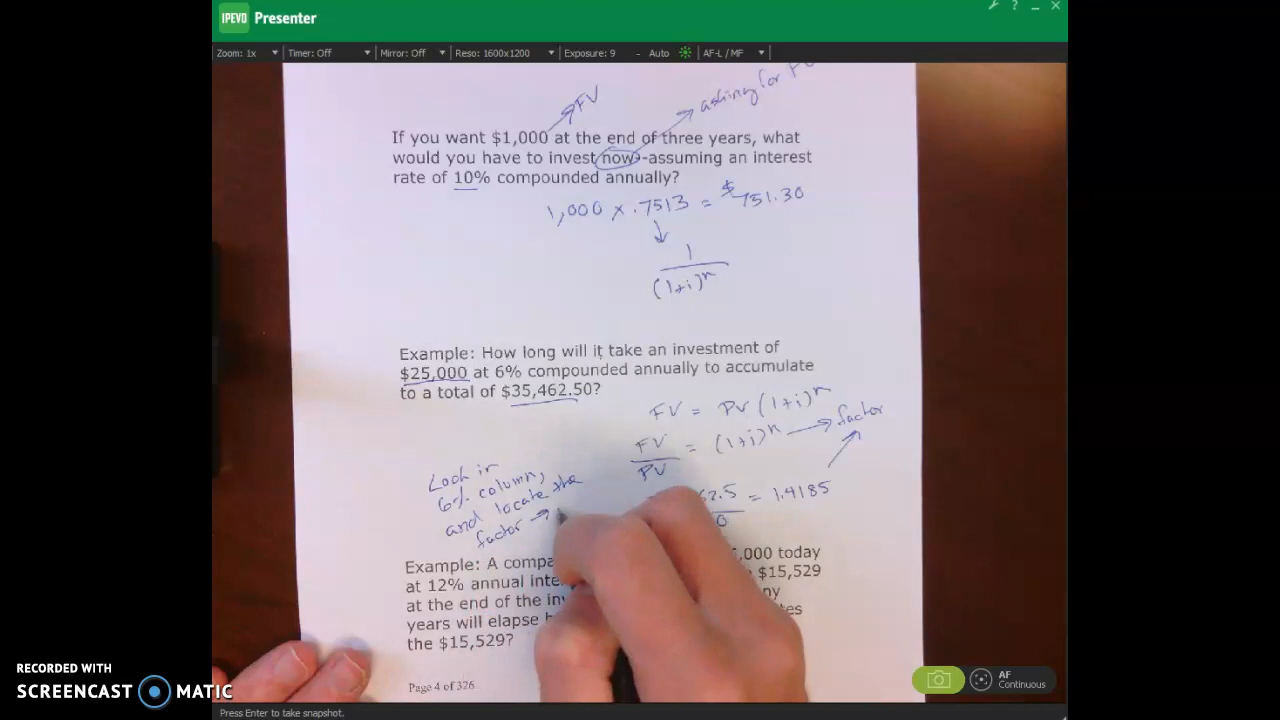 IPEVO Presenter
Zoom: 1x Timer: Off Mirror: Off Reso: 1600x1200 Exposure: 9 - Auto AF-L / MF
FV
asking for
If you want $1,000 at the end of three years, what
would you have to invest now--assuming an interest
rate of 10% compounded annually?
1,000 x .7513 = $751.30
1
(1+i)^n
Example: How long will it take an investment of
$25,000 at 6% compounded annually to accumulate
to a total of $35,462.50?
FV = PV (1+i)^n
FV
PV
= (1+i)^n → factor
62.5
0
= 1.4185
Look in
6% column,
and locate the
factor →
Example: A compa ,000 today
at 12% annual inte $15,529
at the end of the inv ny
years will elapse
the $15,529?
Page 4 of 326
AF
Continuous
RECORDED WITH
SCREENCAST MATIC
Press Enter to take snapshot.